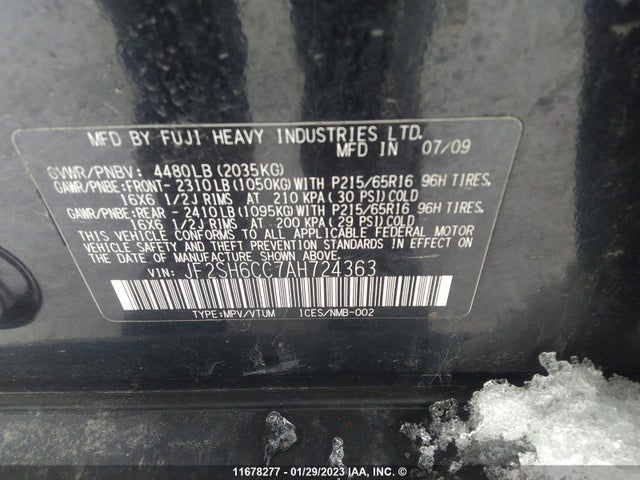 MFD BY FUJI HEAVY INDUSTRIES LTD.
MFD IN 07/09
GVWR/PNBV: 4480LB (2035KG)
GAWR/PNBE:FRONT- 2310LB(1050KG)WITH P215/65R16 96H TIRES,
16X6 1/2J RIMS AT 210 KPA( 30 PSI)COLD
GAWR/PNBE:REAR - 2410LB(1095KG)WITH P215/65R16 96H TIRES,
16X6 1/2J RIMS AT 200 KPA( 29 PSI)COLD
THIS VEHICLE CONFORMS TO ALL APPLICABLE FEDERAL MOTOR
VEHICLE SAFETY AND THEFT PREVENTION STANDARDS IN EFFECT
ON THE DATE OF MANUFACTURE SHOWN ABOVE.
VIN: JF2SH6CC7AH724363
TYPE:MPV/VTUM ICES/NMB-002
11678277 - 01/29/2023 IAA, INC. ©